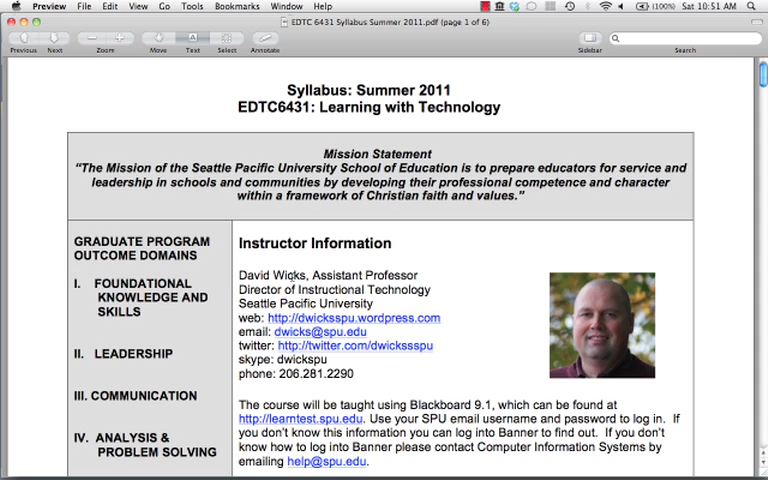 Preview File Edit View Go Tools Bookmarks Window Help (100%) Sat 10:51 AM
EDTC 6431 Syllabus Summer 2011.pdf (page 1 of 6)
Previous Next Zoom Move Text Select Annotate Sidebar Search
Syllabus: Summer 2011
EDTC6431: Learning with Technology
Mission Statement
“The Mission of the Seattle Pacific University School of Education is to prepare educators for service and
leadership in schools and communities by developing their professional competence and character
within a framework of Christian faith and values.”
GRADUATE PROGRAM
OUTCOME DOMAINS
I. FOUNDATIONAL
KNOWLEDGE AND
SKILLS
II. LEADERSHIP
III. COMMUNICATION
IV. ANALYSIS &
PROBLEM SOLVING
Instructor Information
David Wicks, Assistant Professor
Director of Instructional Technology
Seattle Pacific University
web: http://dwicksspu.wordpress.com
email: dwicks@spu.edu
twitter: http://twitter.com/dwicksspu
skype: dwickspu
phone: 206.281.2290
The course will be taught using Blackboard 9.1, which can be found at
http://learntest.spu.edu. Use your SPU email username and password to log in. If
you don’t know this information you can log into Banner to find out. If you don’t
know how to log into Banner please contact Computer Information Systems by
emailing help@spu.edu.